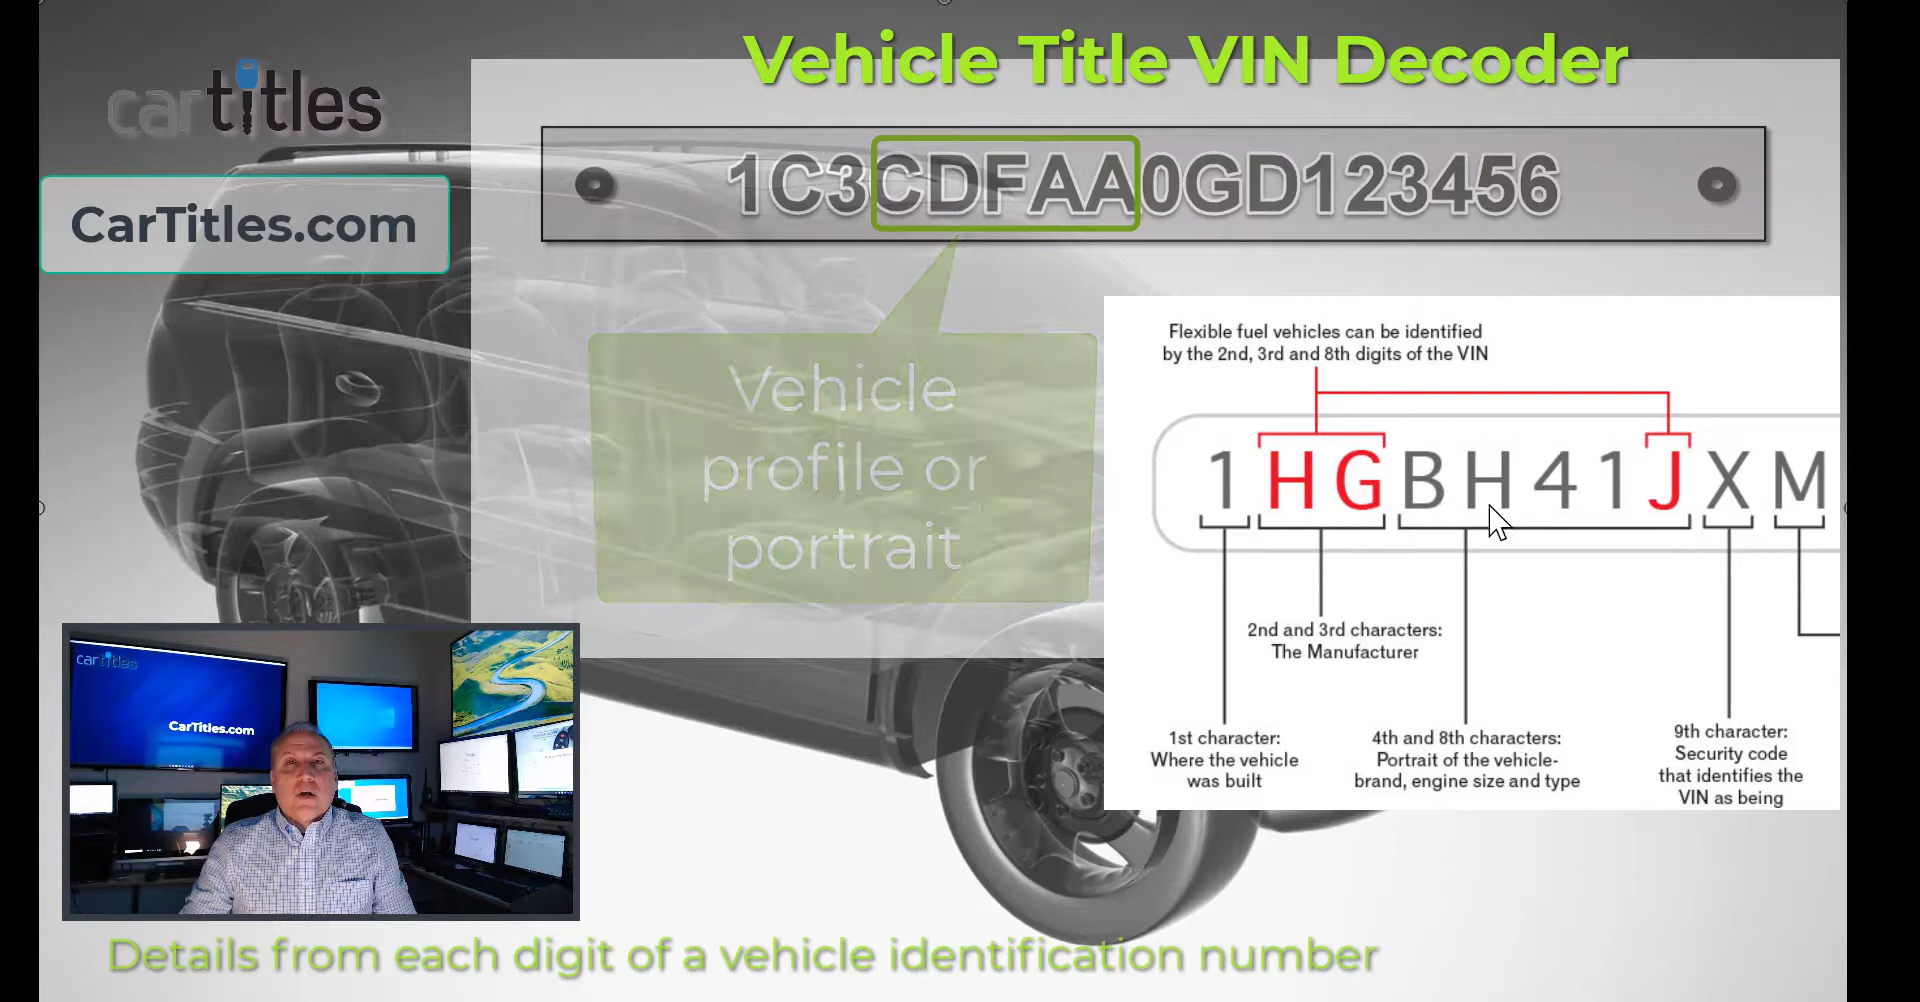 Vehicle Title VIN Decoder
cartitles
CarTitles.com
1C3CDFAA0GD123456
Vehicle
profile or
portrait
Flexible fuel vehicles can be identified
by the 2nd, 3rd and 8th digits of the VIN
1 H G B H 4 1 J X M
2nd and 3rd characters:
The Manufacturer
1st character:
Where the vehicle
was built
4th and 8th characters:
Portrait of the vehicle-
brand, engine size and type
9th character:
Security code
that identifies the
VIN as being
cartitles
CarTitles.com
Details from each digit of a vehicle identification number